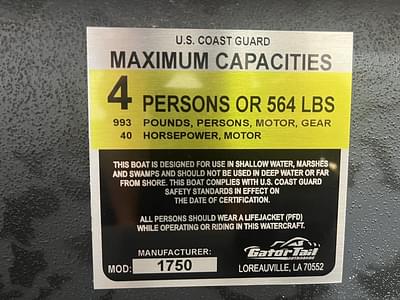 U.S. COAST GUARD
MAXIMUM CAPACITIES
4 PERSONS OR 564 LBS
993 POUNDS, PERSONS, MOTOR, GEAR
40 HORSEPOWER, MOTOR
THIS BOAT IS DESIGNED FOR USE IN SHALLOW WATER, MARSHES
AND SWAMPS AND SHOULD NOT BE USED IN DEEP WATER OR FAR
FROM SHORE. THIS BOAT COMPLIES WITH U.S. COAST GUARD
SAFETY STANDARDS IN EFFECT ON
THE DATE OF CERTIFICATION.
ALL PERSONS SHOULD WEAR A LIFEJACKET (PFD)
WHILE OPERATING OR RIDING IN THIS WATERCRAFT.
MANUFACTURER:
MOD: 1750
GatorTail
OUTBOARDS
LOREAUVILLE, LA 70552